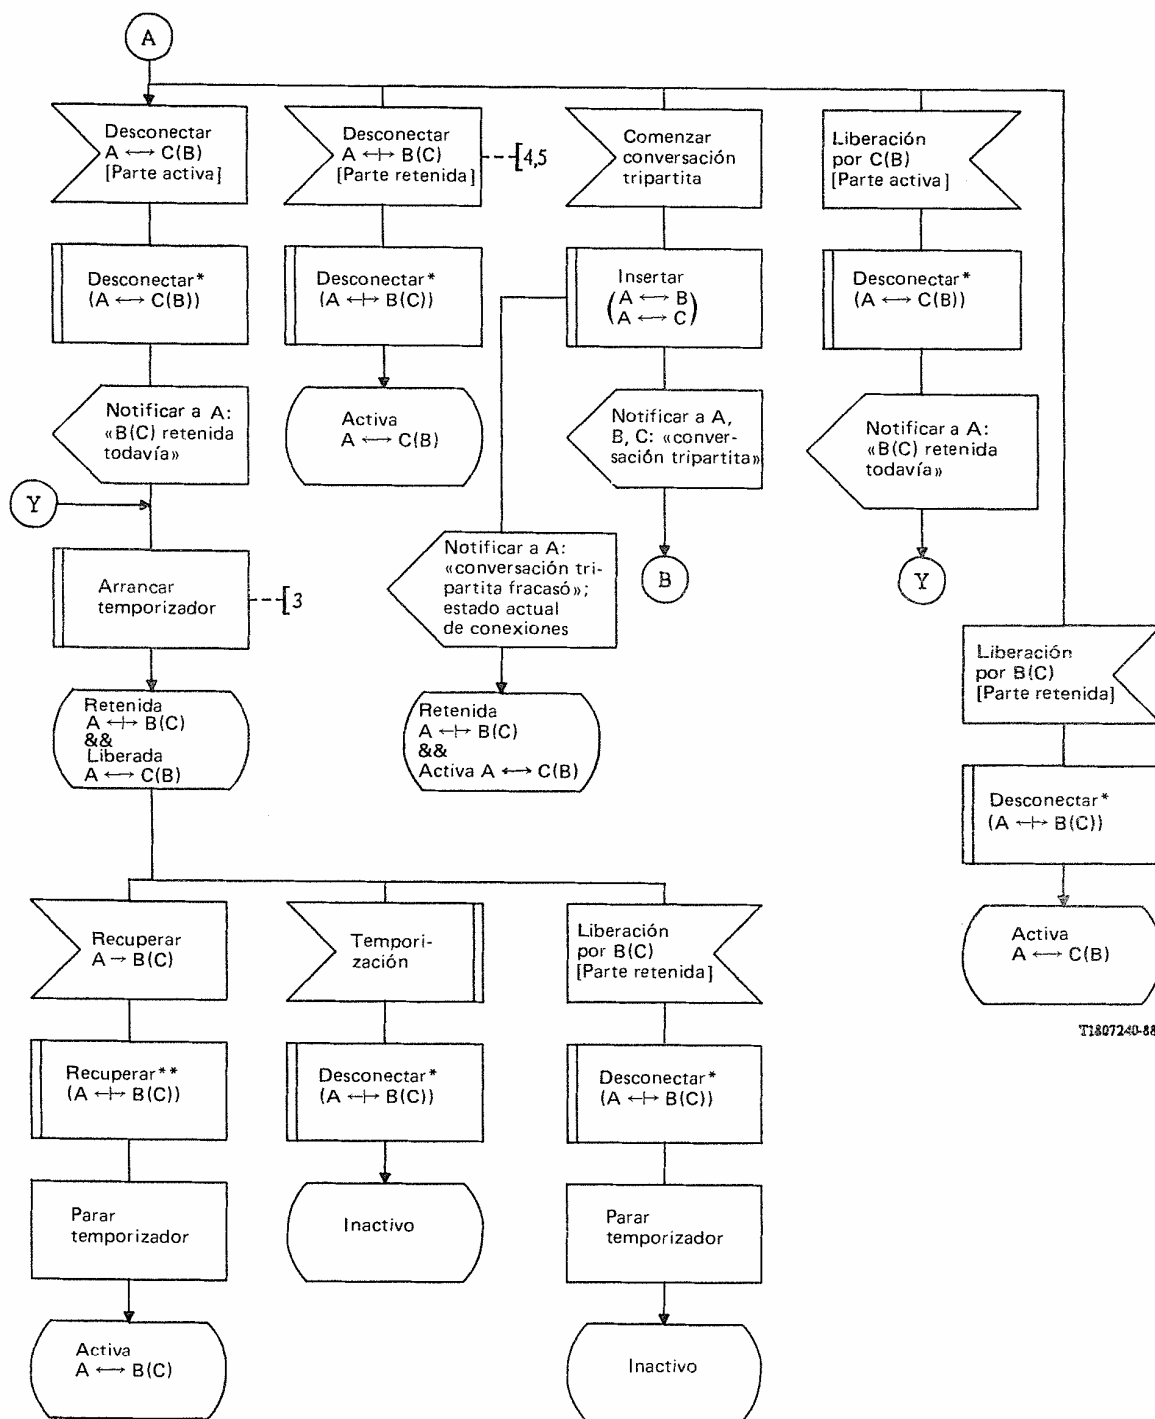 A
Desconectar
A ←→ C(B)
[Parte activa]
Desconectar
A ←+→ B(C)
[Parte retenida]
4,5
Comenzar
conversación
tripartita
Liberación
por C(B)
[Parte activa]
Desconectar*
(A ←→ C(B))
Desconectar*
(A ←+→ B(C))
Insertar
(A ←→ B
A ←→ C)
Desconectar*
(A ←→ C(B))
Notificar a A:
«B(C) retenida
todavía»
Activa
A ←→ C(B)
Notificar a A,
B, C: «conver-
sación tripartita»
Notificar a A:
«B(C) retenida
todavía»
Y
Arrancar
temporizador
3
Notificar a A:
«conversación tri-
partita fracasó»;
estado actual
de conexiones
B
Y
Liberación
por B(C)
[Parte retenida]
Retenida
A ←+→ B(C)
&&
Liberada
A ←→ C(B)
Retenida
A ←+→ B(C)
&&
Activa A ←→ C(B)
Desconectar*
(A ←+→ B(C))
Activa
A ←→ C(B)
Recuperar
A → B(C)
Tempori-
zación
Liberación
por B(C)
[Parte retenida]
T1807240-88
Recuperar**
(A ←+→ B(C))
Desconectar*
(A ←+→ B(C))
Desconectar*
(A ←+→ B(C))
Parar
temporizador
Inactivo
Parar
temporizador
Activa
A ←→ B(C)
Inactivo